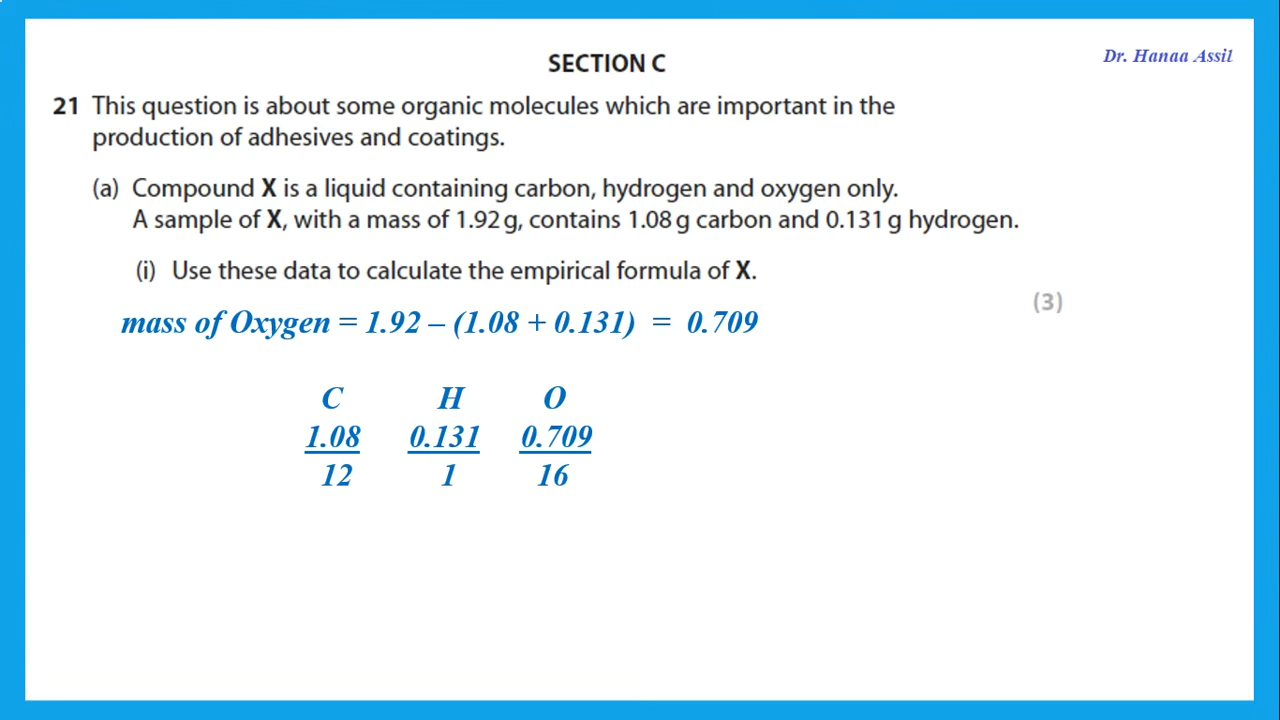 SECTION C
Dr. Hanaa Assil
21 This question is about some organic molecules which are important in the
production of adhesives and coatings.
(a) Compound X is a liquid containing carbon, hydrogen and oxygen only.
A sample of X, with a mass of 1.92 g, contains 1.08 g carbon and 0.131 g hydrogen.
(i) Use these data to calculate the empirical formula of X.
(3)
mass of Oxygen = 1.92 – (1.08 + 0.131) = 0.709
C H O
1.08 0.131 0.709
12 1 16